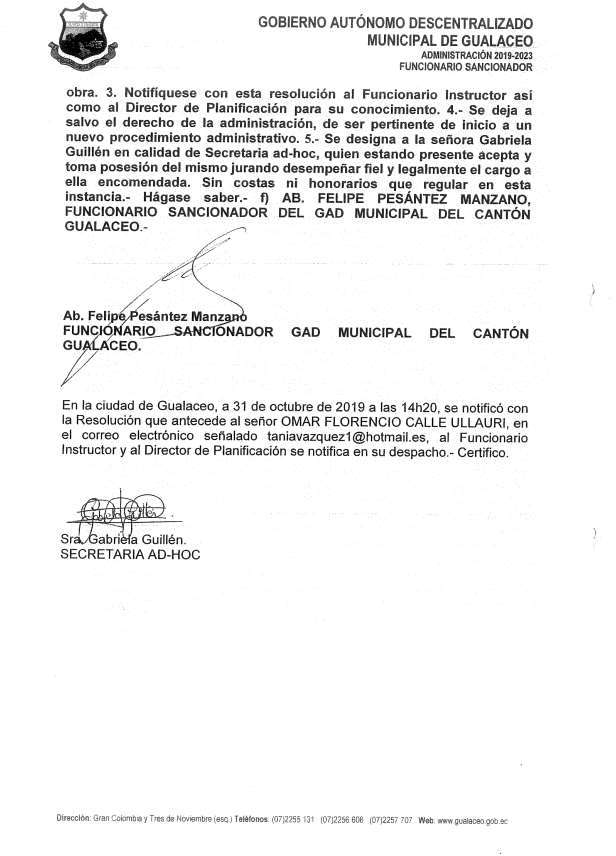 GOBIERNO AUTÓNOMO DESCENTRALIZADO
MUNICIPAL DE GUALACEO
ADMINISTRACIÓN 2019-2023
FUNCIONARIO SANCIONADOR
obra. 3. Notifíquese con esta resolución al Funcionario Instructor así
como al Director de Planificación para su conocimiento. 4.- Se deja a
salvo el derecho de la administración, de ser pertinente de inicio a un
nuevo procedimiento administrativo. 5.- Se designa a la señora Gabriela
Guillén en calidad de Secretaria ad-hoc, quien estando presente acepta y
toma posesión del mismo jurando desempeñar fiel y legalmente el cargo a
ella encomendada. Sin costas ni honorarios que regular en esta
instancia.- Hágase saber.- f) AB. FELIPE PESÁNTEZ MANZANO,
FUNCIONARIO SANCIONADOR DEL GAD MUNICIPAL DEL CANTÓN
GUALACEO.-
Ab. Felipe Pesántez Manzano
FUNCIONARIO SANCIONADOR GAD MUNICIPAL DEL CANTÓN
GUALACEO.
En la ciudad de Gualaceo, a 31 de octubre de 2019 a las 14h20, se notificó con
la Resolución que antecede al señor OMAR FLORENCIO CALLE ULLAURI, en
el correo electrónico señalado taniavazquez1@hotmail.es, al Funcionario
Instructor y al Director de Planificación se notifica en su despacho.- Certifico.
Sra. Gabriela Guillén.
SECRETARIA AD-HOC
Dirección: Gran Colombia y Tres de Noviembre (esq.) Teléfonos: (07)2255 131 (07)2256 608 (07)2257 707 Web: www.gualaceo.gob.ec